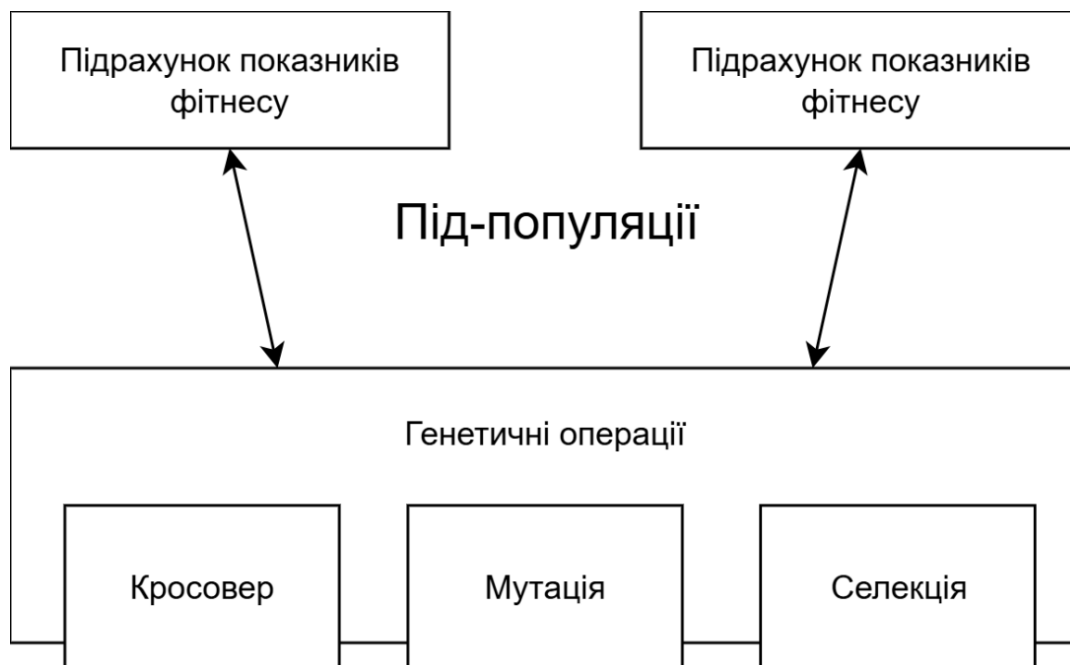 Підрахунок показників
фітнесу
Підрахунок показників
фітнесу
Під-популяції
Генетичні операції
Кросовер
Мутація
Селекція